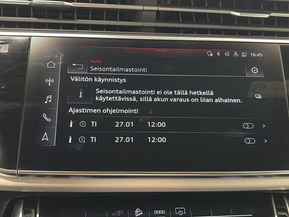 16:45
Auto
Seisontailmastointi
Välitön käynnistys
Seisontailmastointi ei ole tällä hetkellä
käytettävissä, sillä akun varaus on liian alhainen.
Ajastimen ohjelmointi
TI 27.01 12:00
TI 27.01 12:00